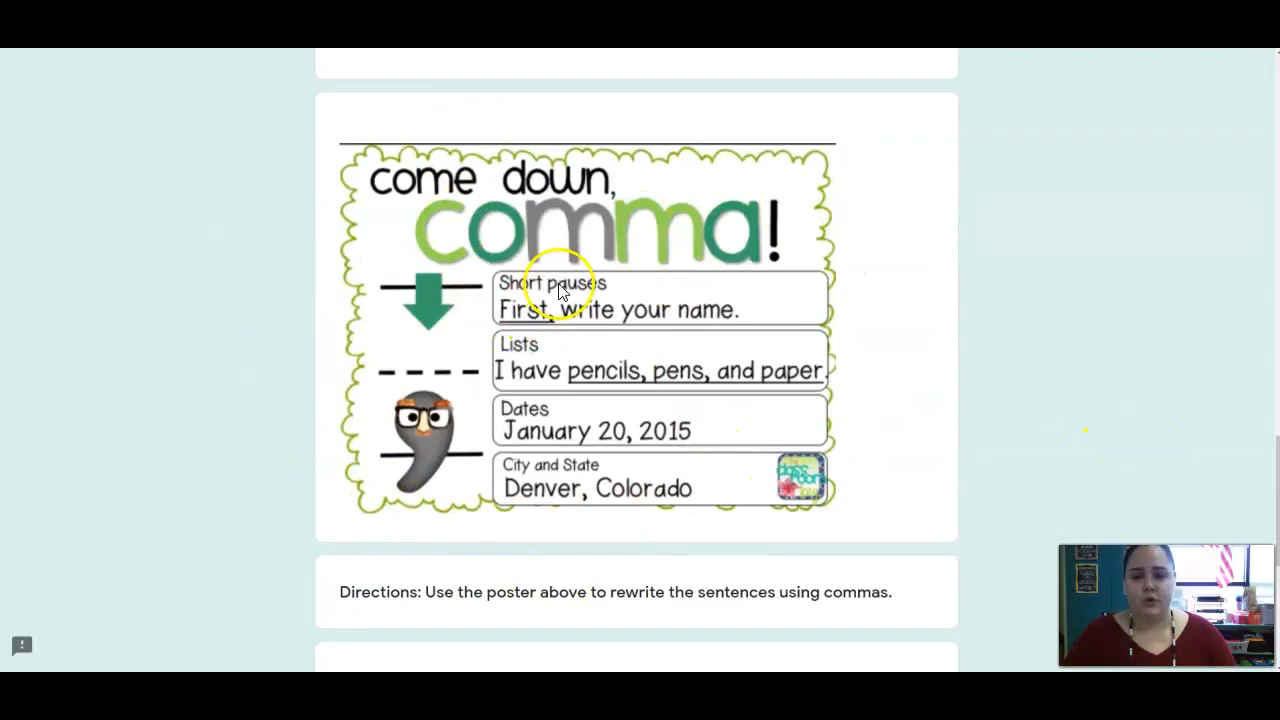 come down,
comma!
Short pauses
First, write your name.
Lists
I have pencils, pens, and paper.
Dates
January 20, 2015
City and State
Denver, Colorado
Directions: Use the poster above to rewrite the sentences using commas.